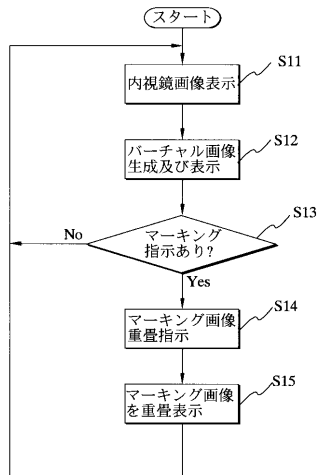 スタート
内視鏡画像表示
S11
バーチャル画像
生成及び表示
S12
マーキング
指示あり?
S13
No
Yes
マーキング画像
重畳指示
S14
マーキング画像
を重畳表示
S15